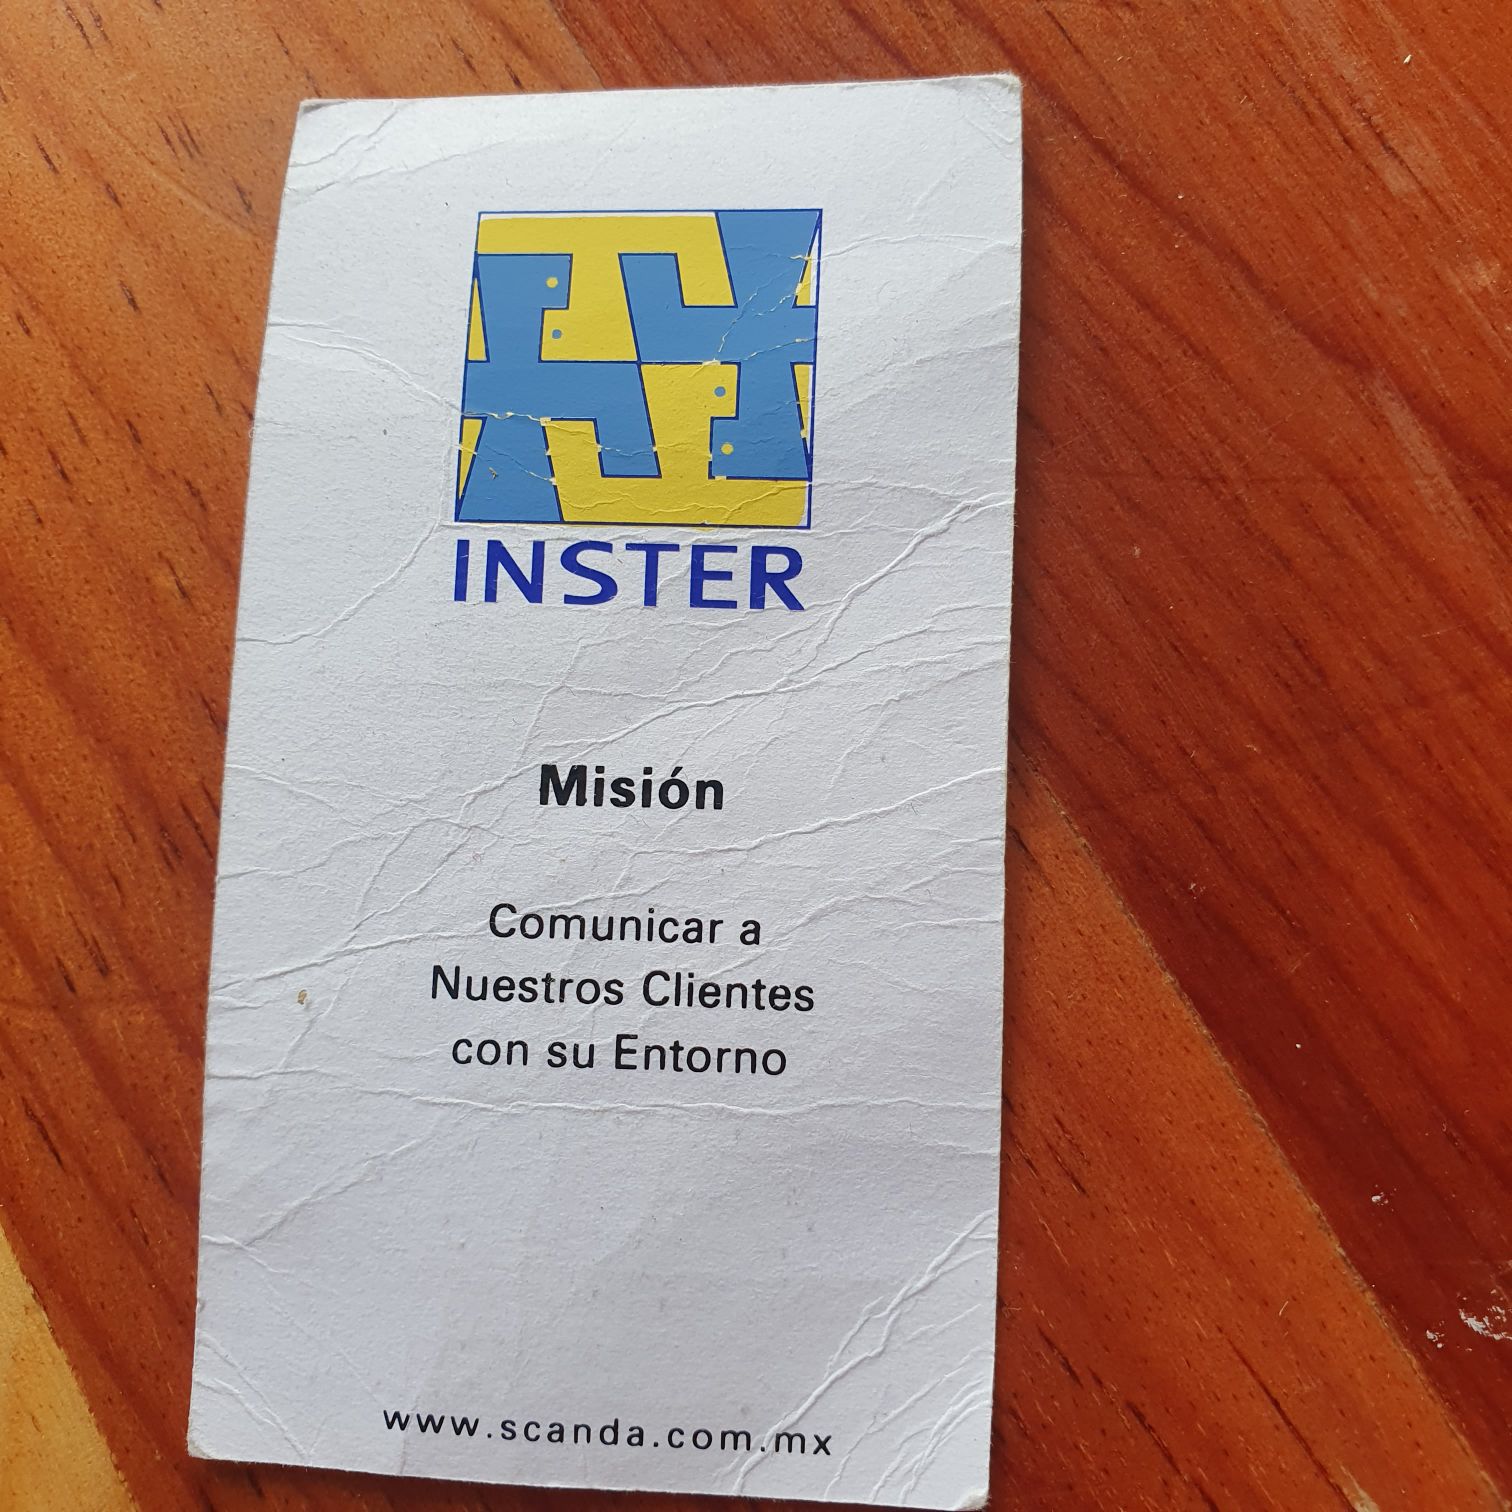 INSTER
Misión
Comunicar a
Nuestros Clientes
con su Entorno
www.scanda.com.mx